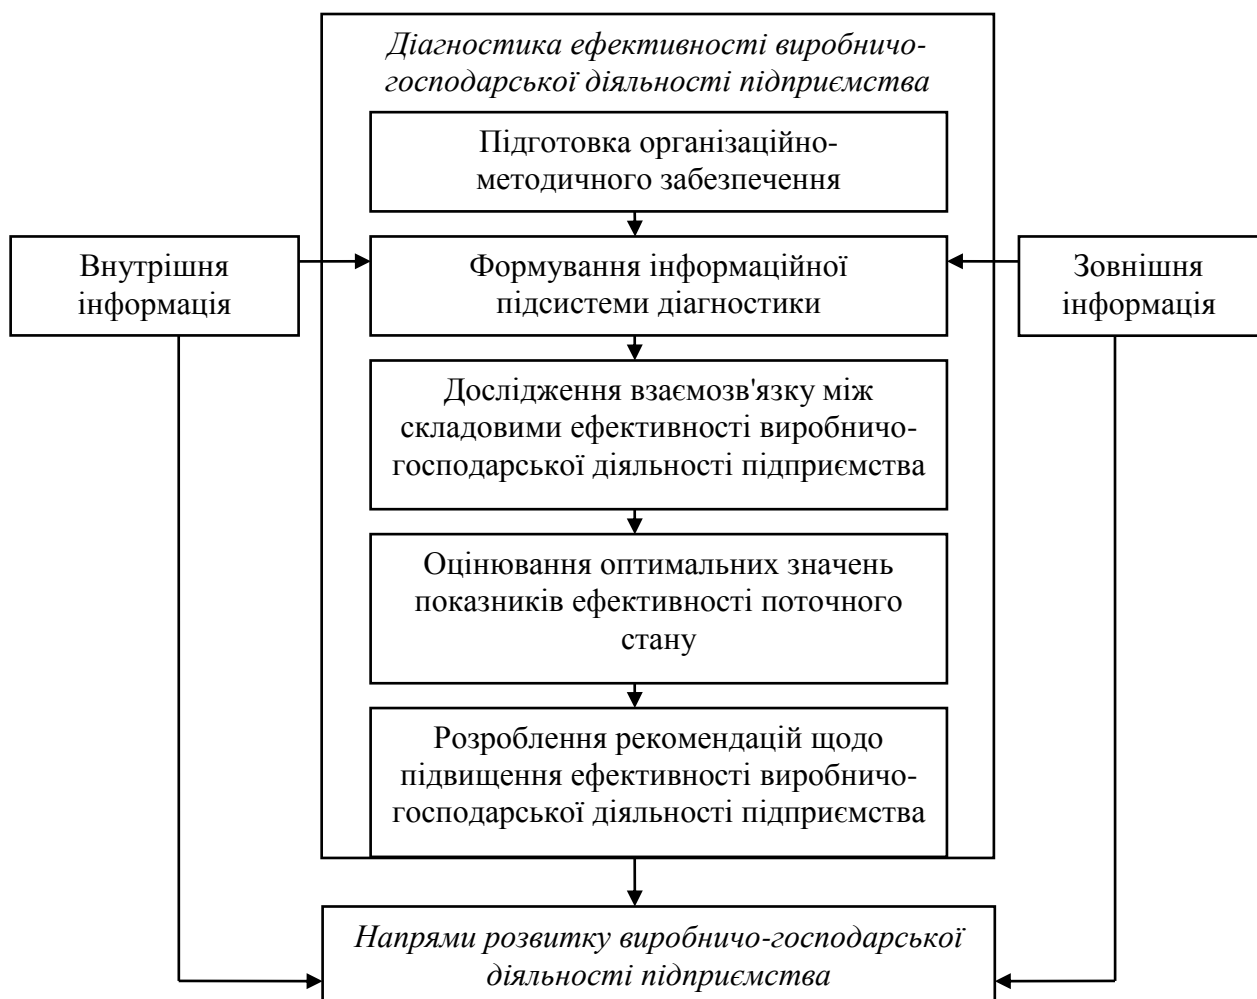 Діагностика ефективності виробничо-
господарської діяльності підприємства
Підготовка організаційно-
методичного забезпечення
Внутрішня
інформація
Формування інформаційної
підсистеми діагностики
Зовнішня
інформація
Дослідження взаємозв'язку між
складовими ефективності виробничо-
господарської діяльності підприємства
Оцінювання оптимальних значень
показників ефективності поточного
стану
Розроблення рекомендацій щодо
підвищення ефективності виробничо-
господарської діяльності підприємства
Напрями розвитку виробничо-господарської
діяльності підприємства